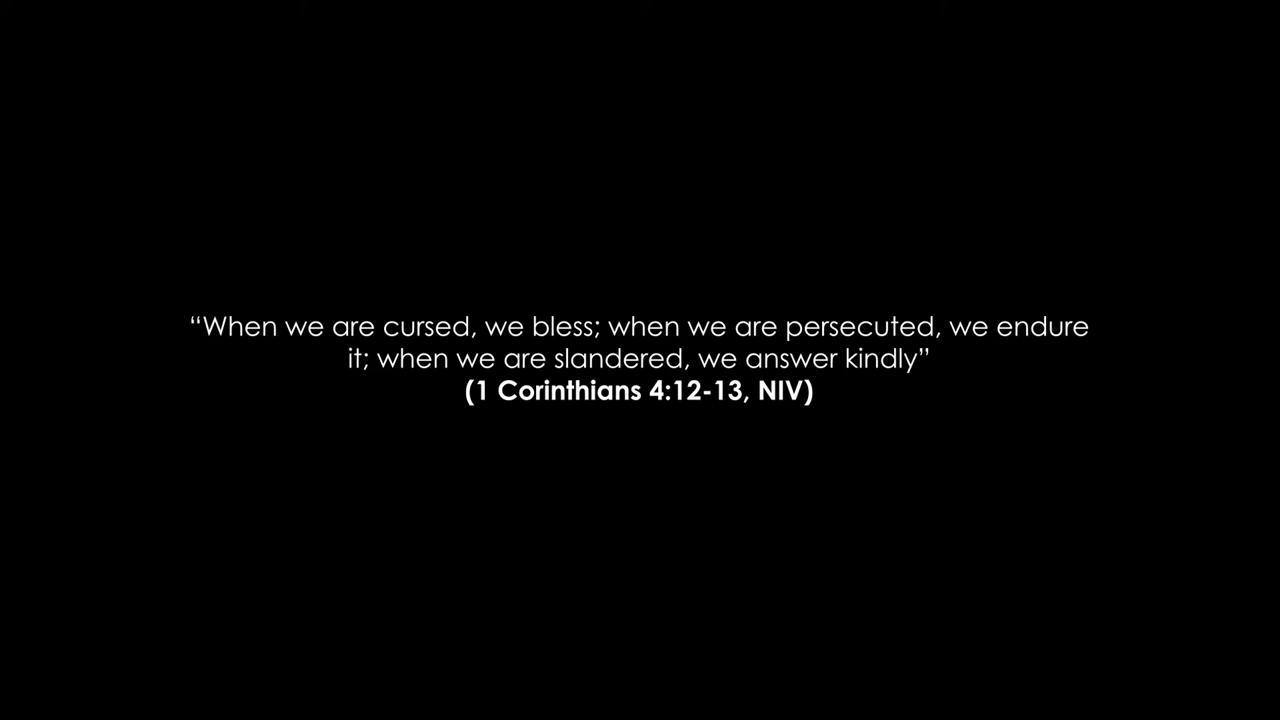 “When we are cursed, we bless; when we are persecuted, we endure
it; when we are slandered, we answer kindly”
(1 Corinthians 4:12-13, NIV)